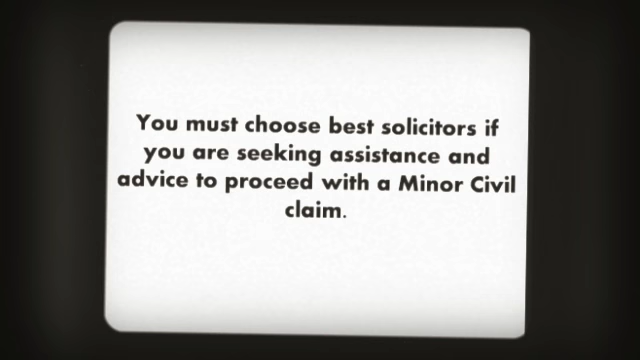 You must choose best solicitors if
you are seeking assistance and
advice to proceed with a Minor Civil
claim.